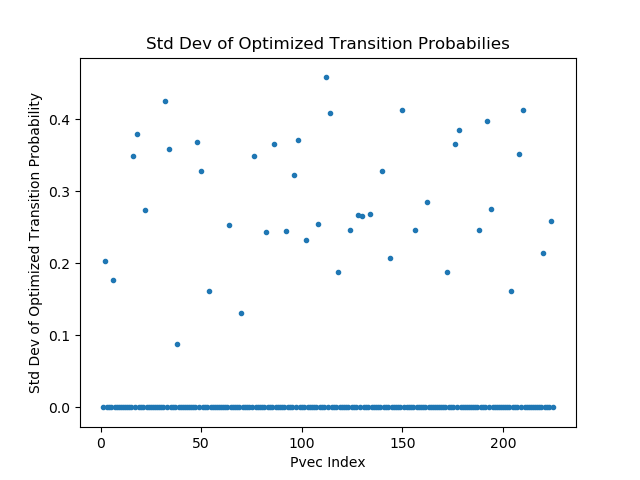 Std Dev of Optimized Transition Probabilies
Std Dev of Optimized Transition Probability
0.4
0.3
0.2
0.1
0.0
0 50 100 150 200
Pvec Index